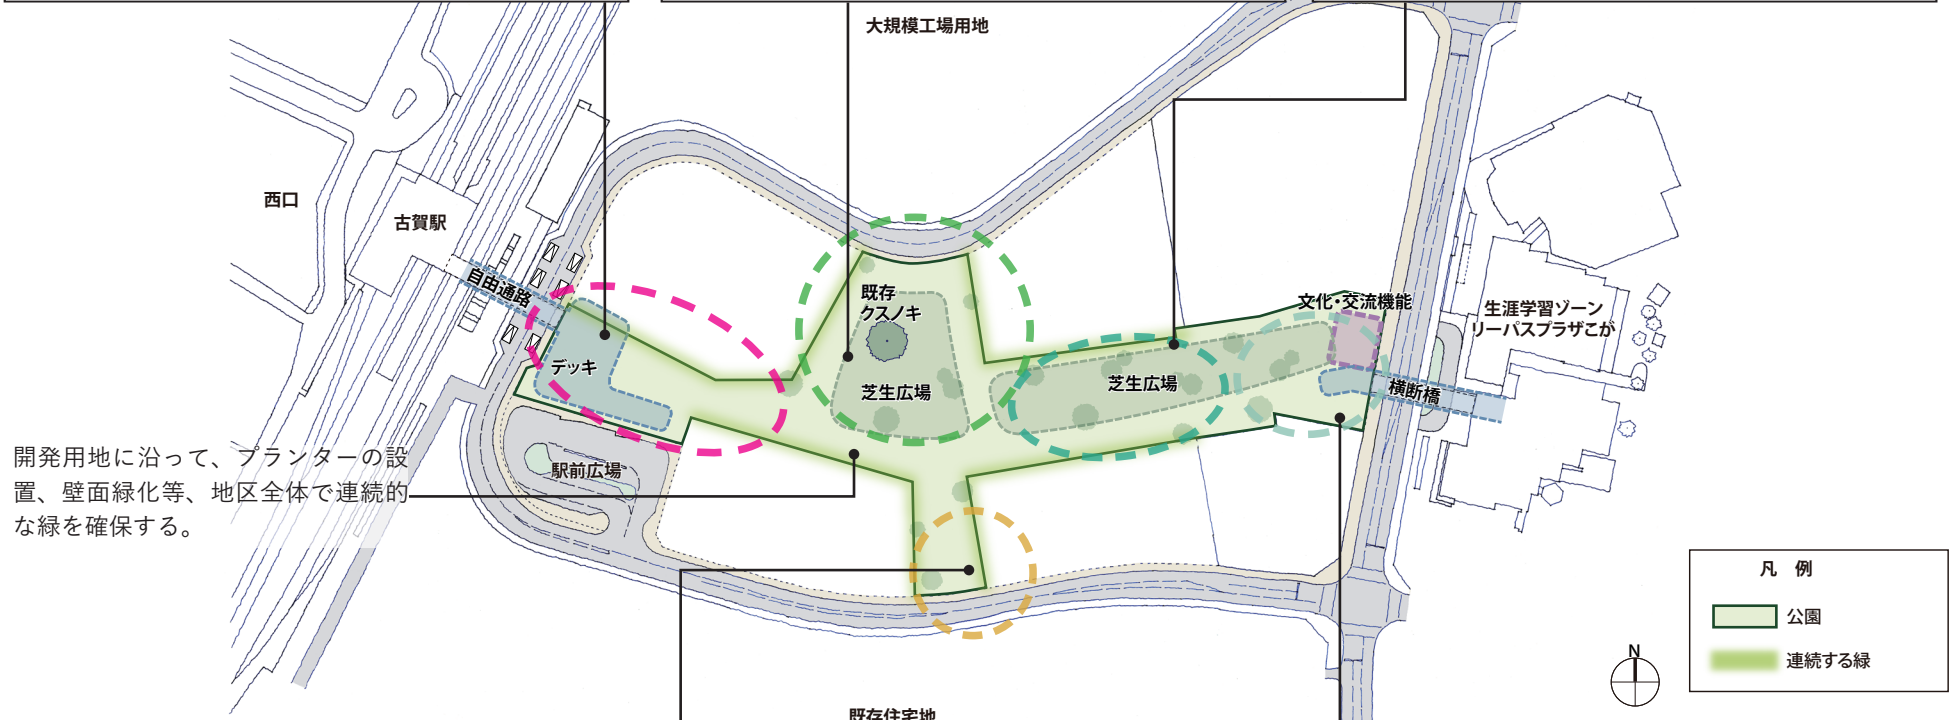 大規模工場用地
西口
古賀駅
自由通路
既存
クスノキ
文化・交流機能
生涯学習ゾーン
リーパスプラザこが
デッキ
芝生広場
芝生広場
横断橋
駅前広場
開発用地に沿って、プランターの設
置、壁面緑化等、地区全体で連続的
な緑を確保する。
凡 例
公園
連続する緑
N
既存住宅地